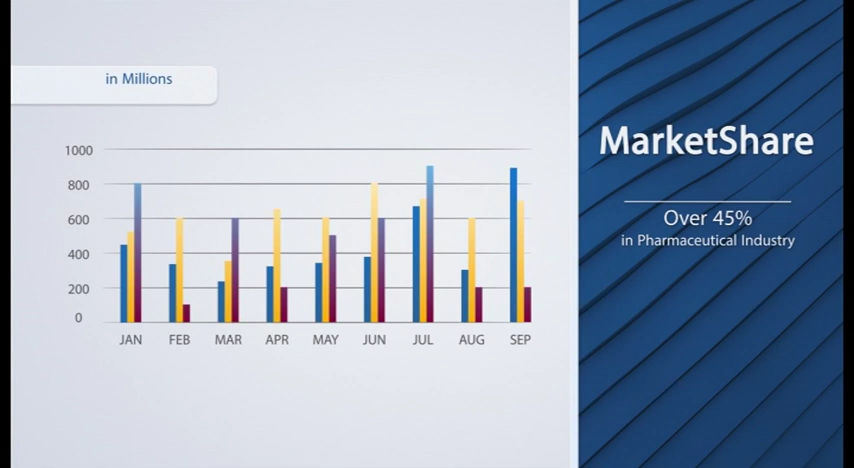 in Millions
1000
800
600
400
200
0
JAN FEB MAR APR MAY JUN JUL AUG SEP
MarketShare
Over 45%
in Pharmaceutical Industry